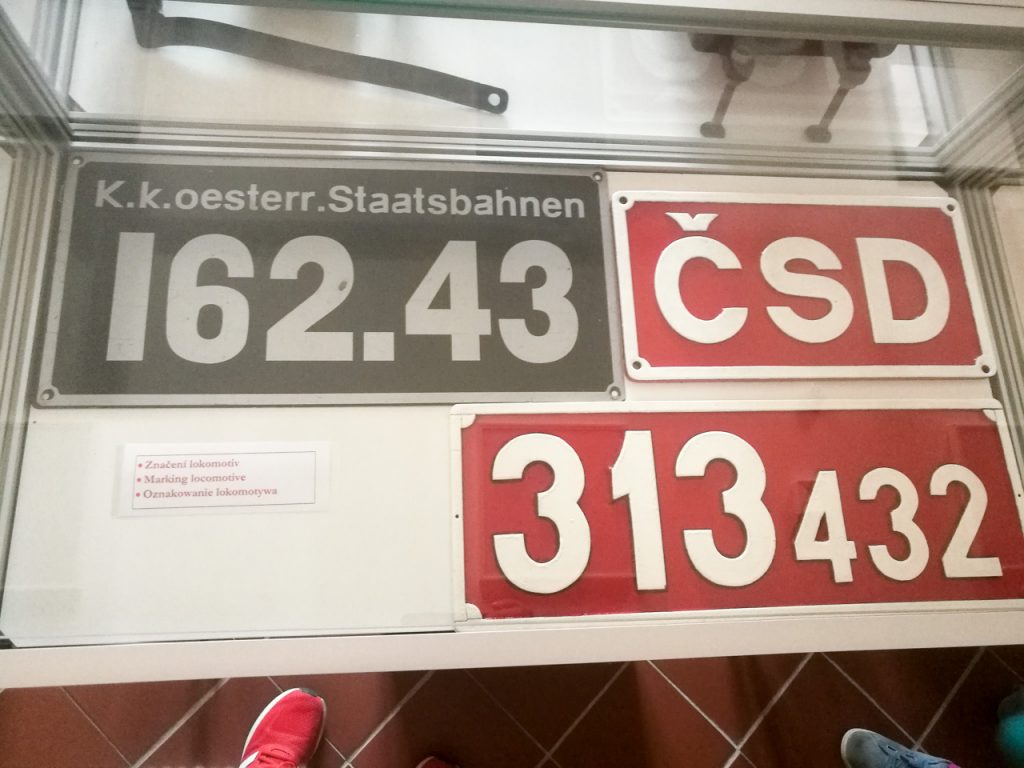 K.k.oesterr.Staatsbahnen
162.43
ČSD
313432
• Značení lokomotiv
• Marking locomotive
• Oznakowanie lokomotywa